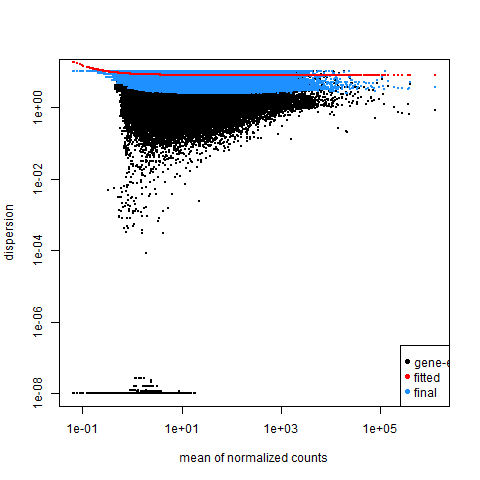 dispersion
1e+00
1e-02
1e-04
1e-06
1e-08
1e-01
1e+01
1e+03
1e+05
mean of normalized counts
gene-e
fitted
final